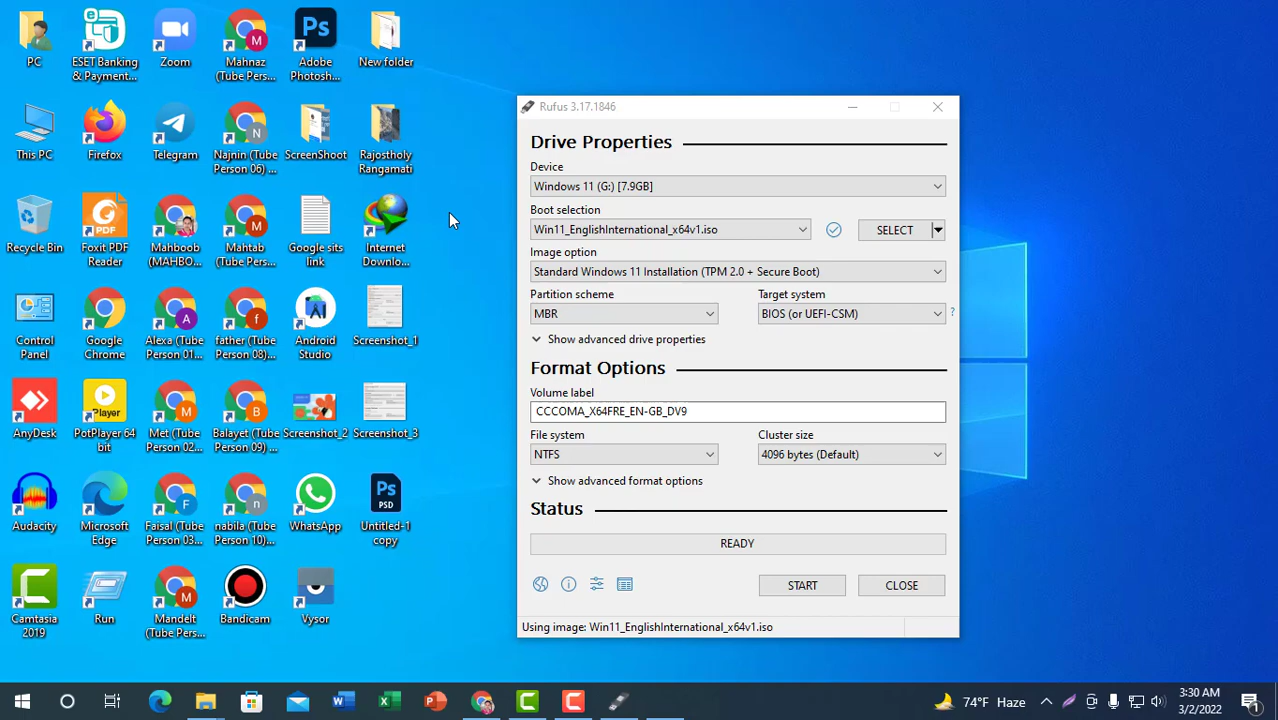 PC
ESET Banking
& Paymentc...
Zoom
Mahnaz
(Tube Pers...
Adobe
Photosh...
New folder
This PC
Firefox
Telegram
Najnin (Tube
Person 06) ...
ScreenShoot
Rajostholy
Rangamati
Recycle Bin
Foxit PDF
Reader
Mahboob
(MAHBO...
Mahtab
(Tube Pers...
Google sits
link
Internet
Downlo...
Control
Panel
Google
Chrome
Alexa (Tube
Person 01...
father (Tube
Person 08)...
Android
Studio
Screenshot_1
AnyDesk
PotPlayer 64
bit
Met (Tube
Person 02...
Balayet (Tube
Person 09) ...
Screenshot_2
Screenshot_3
Audacity
Microsoft
Edge
Faisal (Tube
Person 03...
nabila (Tube
Person 10)...
WhatsApp
Untitled-1
copy
Camtasia
2019
Run
Mandelt
(Tube Pers...
Bandicam
Vysor
Rufus 3.17.1846
Drive Properties
Device
Windows 11 (G:) [7.9GB]
Boot selection
Win11_EnglishInternational_x64v1.iso
SELECT
Image option
Standard Windows 11 Installation (TPM 2.0 + Secure Boot)
Partition scheme
Target system
MBR
BIOS (or UEFI-CSM)
?
Show advanced drive properties
Format Options
Volume label
CCCOMA_X64FRE_EN-GB_DV9
File system
Cluster size
NTFS
4096 bytes (Default)
Show advanced format options
Status
READY
START
CLOSE
Using image: Win11_EnglishInternational_x64v1.iso
74°F Haze
3:30 AM
3/2/2022